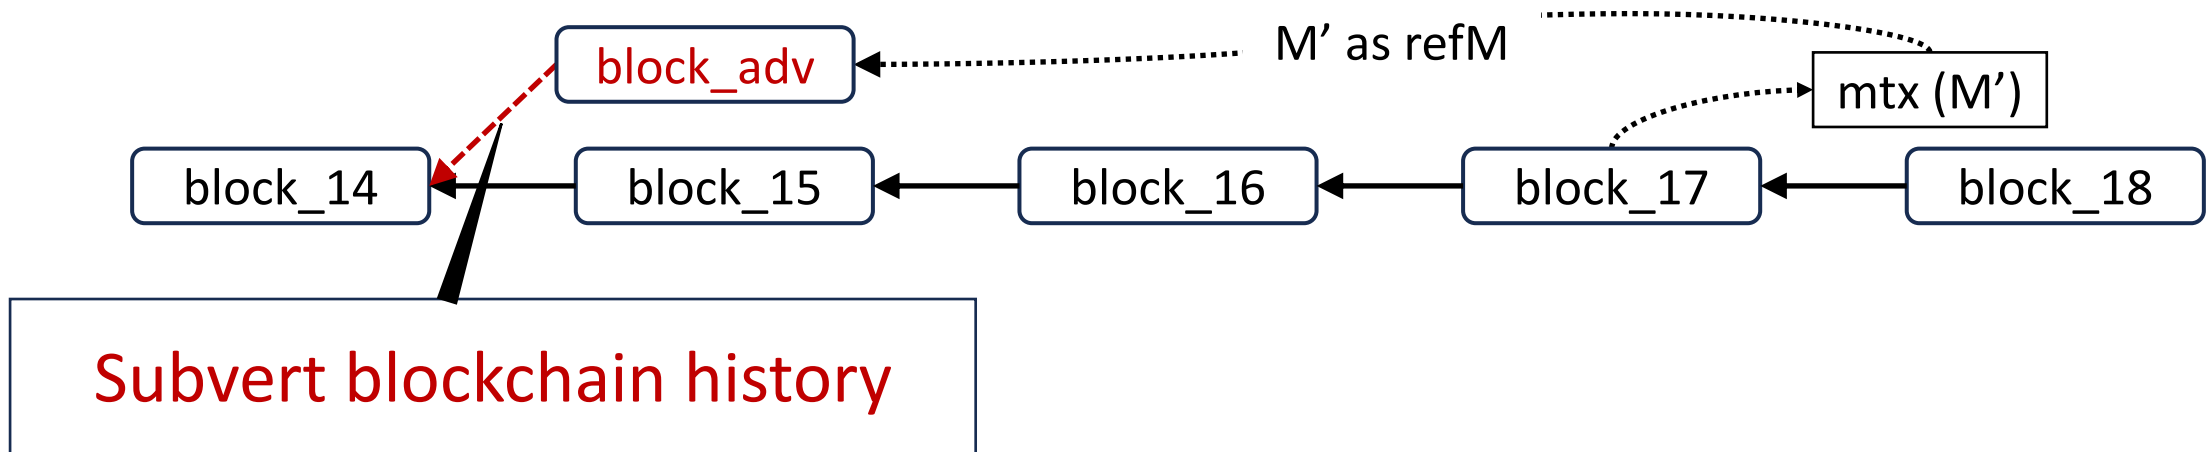 block_adv
M’ as refM
mtx (M’)
block_14
block_15
block_16
block_17
block_18
Subvert blockchain history